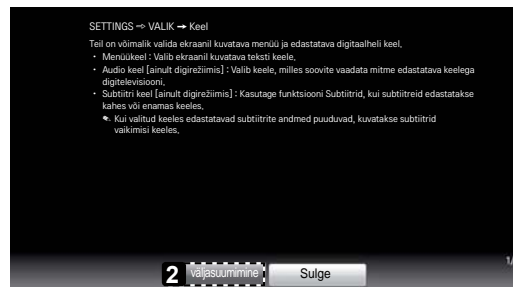 SETTINGS ⇨ VALIK ➞ Keel
Teil on võimalik valida ekraanil kuvatava menüü ja edastatava digitaalheli keel.
・ Menüükeel : Valib ekraanil kuvatava teksti keele.
・ Audio keel [ainult digirežiimis] : Valib keele, milles soovite vaadata mitme edastatava keelega
digitelevisiooni.
・ Subtiitri keel [ainult digirežiimis] : Kasutage funktsiooni Subtiitrid, kui subtiitreid edastatakse
kahes või enamas keeles.
Kui valitud keeles edastatavad subtiitrite andmed puuduvad, kuvatakse subtiitrid
vaikimisi keeles.
1/
2 väljasuumimine Sulge